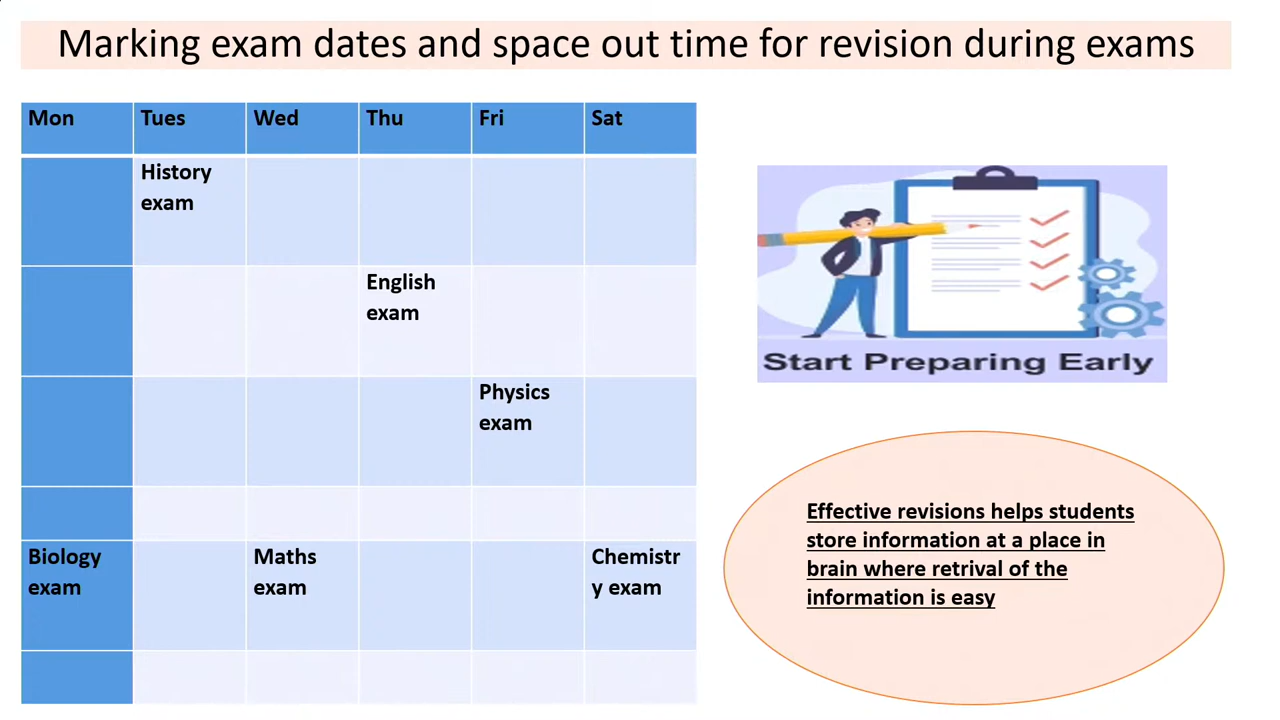 Marking exam dates and space out time for revision during exams
Mon Tues Wed Thu Fri Sat
History
exam
English
exam
Physics
exam
Biology
exam
Maths
exam
Chemistr
y exam
Start Preparing Early
Effective revisions helps students
store information at a place in
brain where retrival of the
information is easy